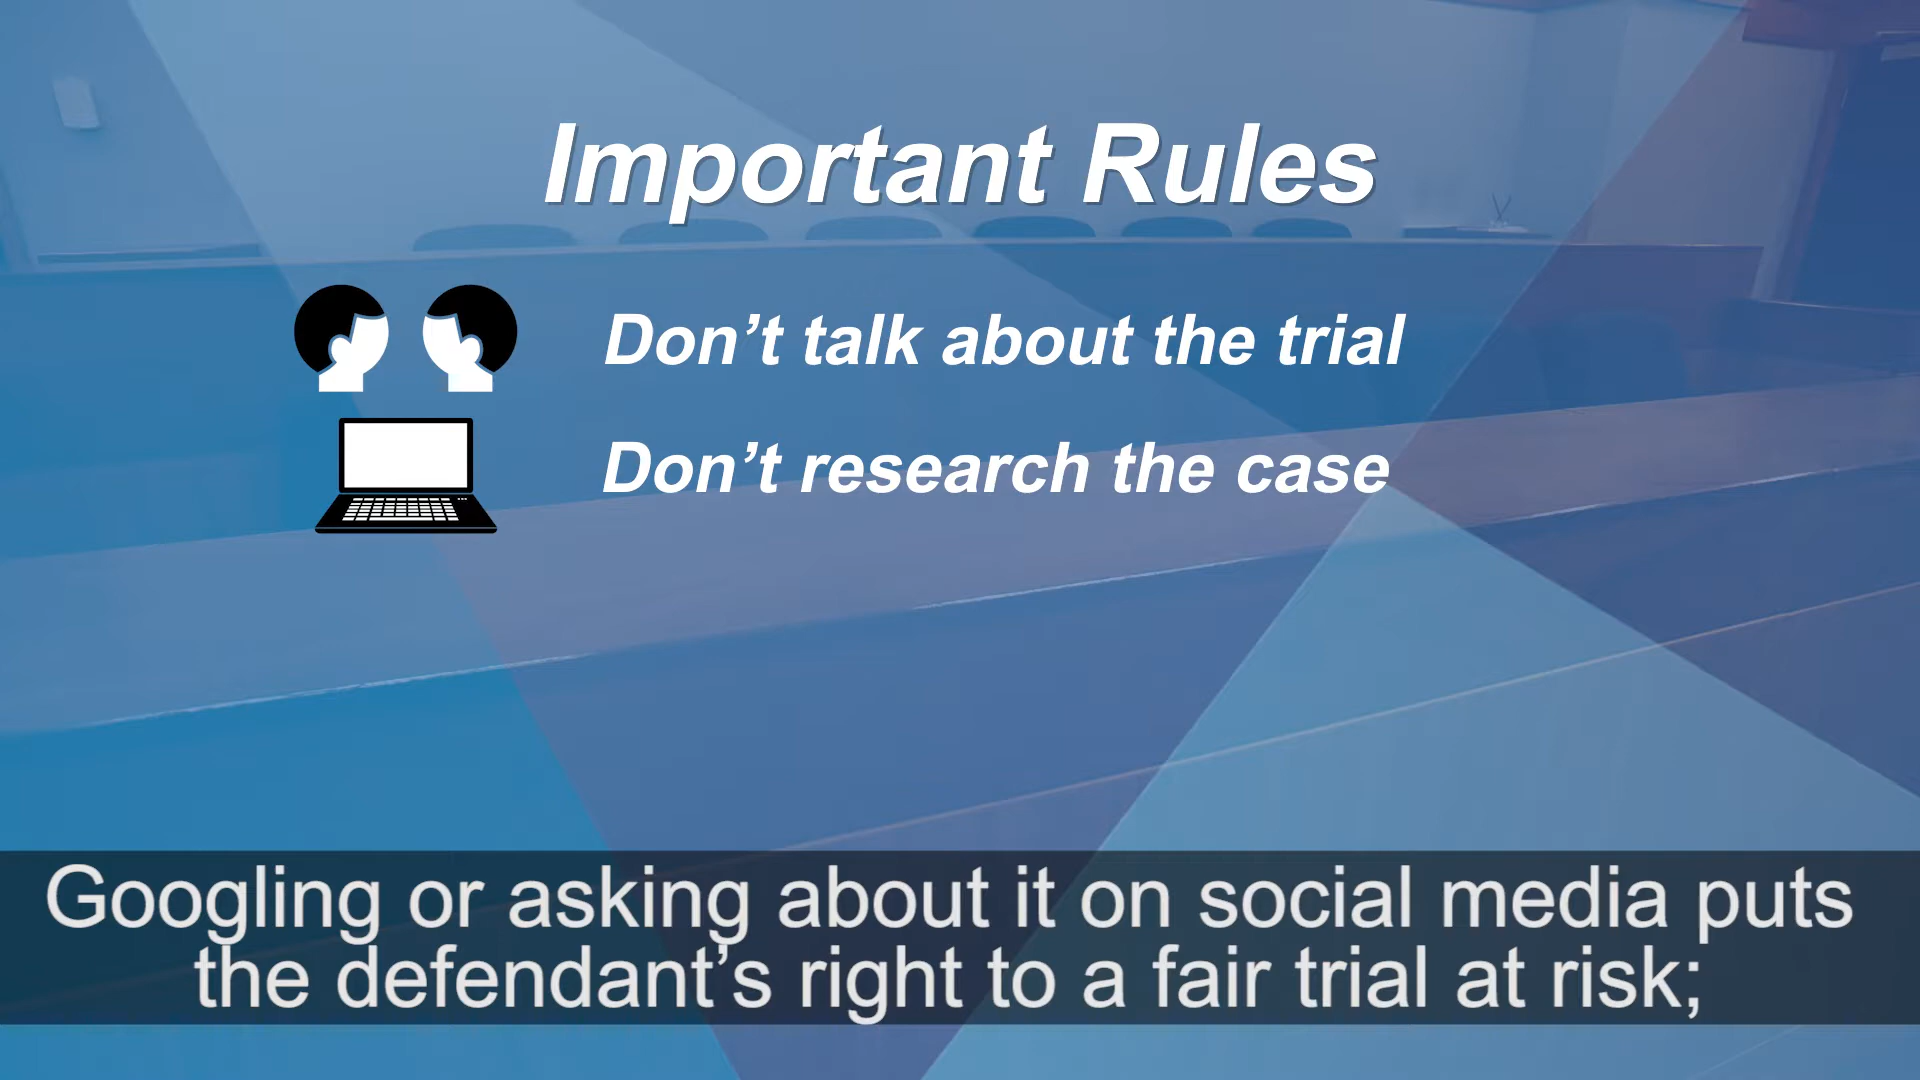 Important Rules
Don’t talk about the trial
Don’t research the case
Googling or asking about it on social media puts
the defendant’s right to a fair trial at risk;